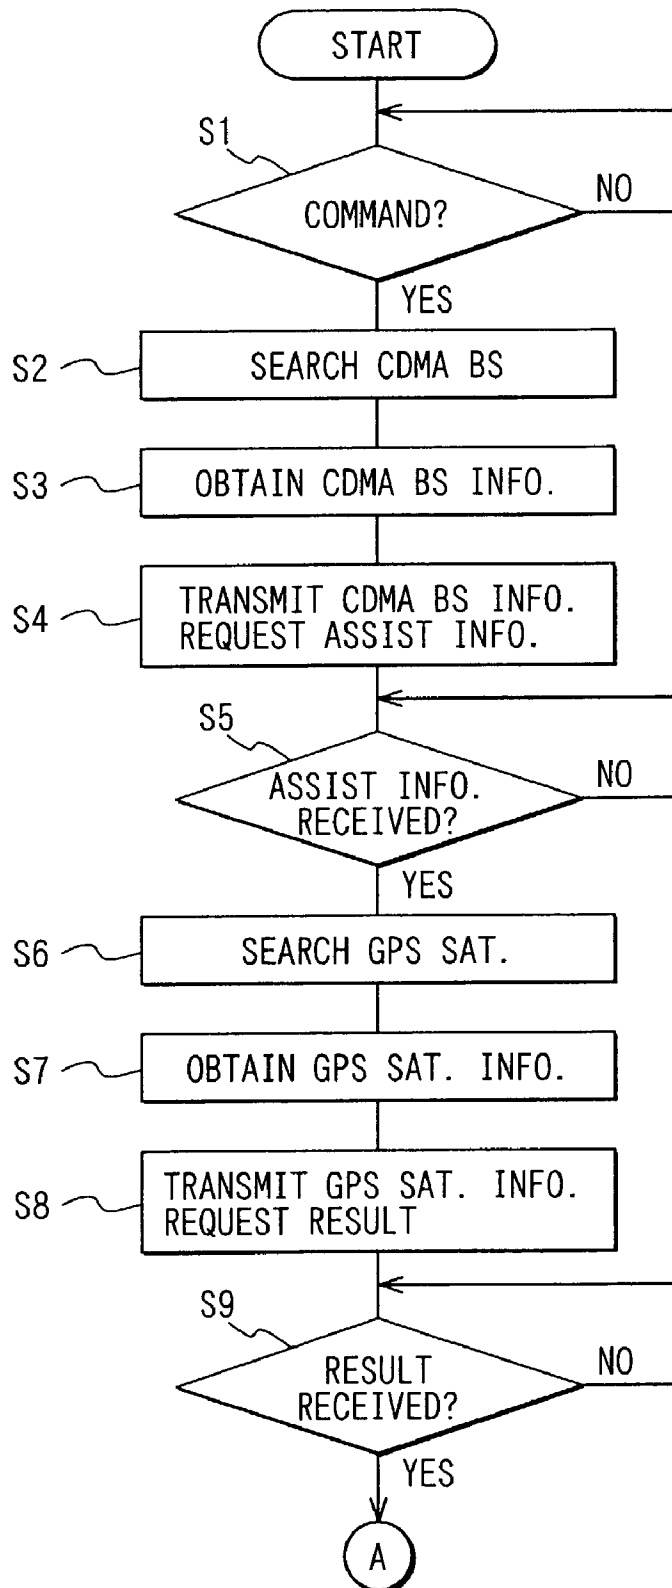 START
S1
COMMAND?
NO
YES
S2
SEARCH CDMA BS
S3
OBTAIN CDMA BS INFO.
S4
TRANSMIT CDMA BS INFO.
REQUEST ASSIST INFO.
S5
ASSIST INFO.
RECEIVED?
NO
YES
S6
SEARCH GPS SAT.
S7
OBTAIN GPS SAT. INFO.
S8
TRANSMIT GPS SAT. INFO.
REQUEST RESULT
S9
RESULT
RECEIVED?
NO
YES
A